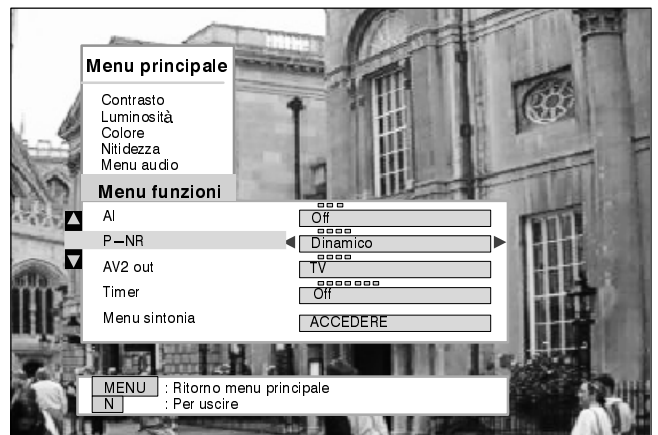 Menu principale
Contrasto
Luminosità
Colore
Nitidezza
Menu audio
Menu funzioni
AI Off
P–NR Dinamico
AV2 out TV
Timer Off
Menu sintonia ACCEDERE
MENU : Ritorno menu principale
N : Per uscire